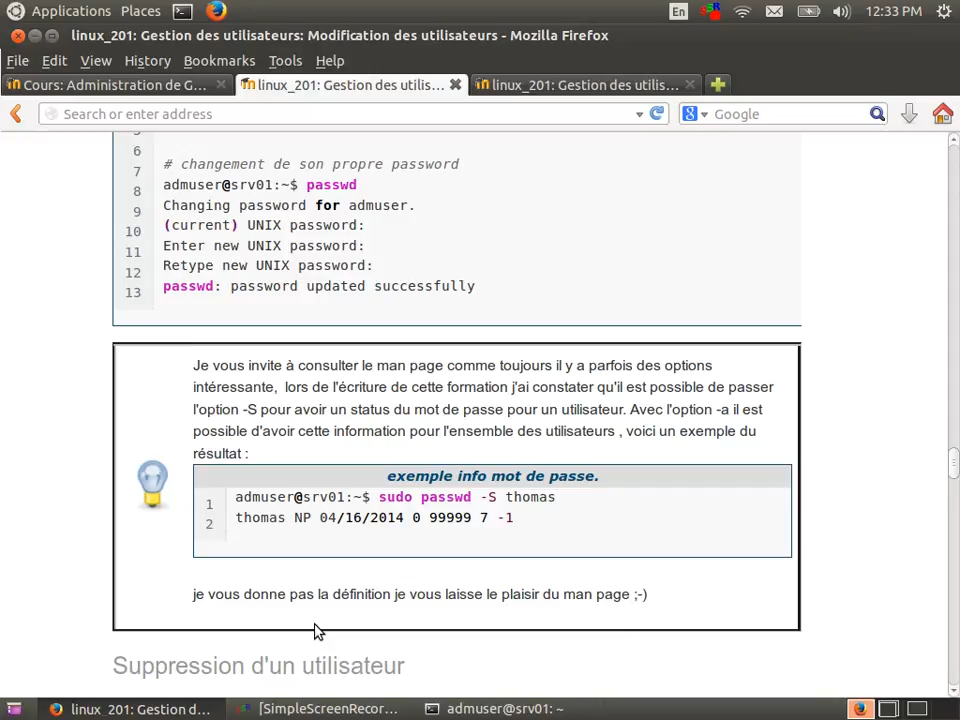 Applications Places En 12:33 PM
linux_201: Gestion des utilisateurs: Modification des utilisateurs - Mozilla Firefox
File Edit View History Bookmarks Tools Help
Cours: Administration de G... linux_201: Gestion des utilis... linux_201: Gestion des utilis...
Search or enter address Google
6
7 # changement de son propre password
8 admuser@srv01:~$ passwd
9 Changing password for admuser.
10 (current) UNIX password:
11 Enter new UNIX password:
12 Retype new UNIX password:
13 passwd: password updated successfully
Je vous invite à consulter le man page comme toujours il y a parfois des options
intéressante, lors de l'écriture de cette formation j'ai constater qu'il est possible de passer
l'option -S pour avoir un status du mot de passe pour un utilisateur. Avec l'option -a il est
possible d'avoir cette information pour l'ensemble des utilisateurs , voici un exemple du
résultat :
exemple info mot de passe.
1 admuser@srv01:~$ sudo passwd -S thomas
2 thomas NP 04/16/2014 0 99999 7 -1
je vous donne pas la définition je vous laisse le plaisir du man page ;-)
Suppression d'un utilisateur
linux_201: Gestion d... [SimpleScreenRecor... admuser@srv01: ~